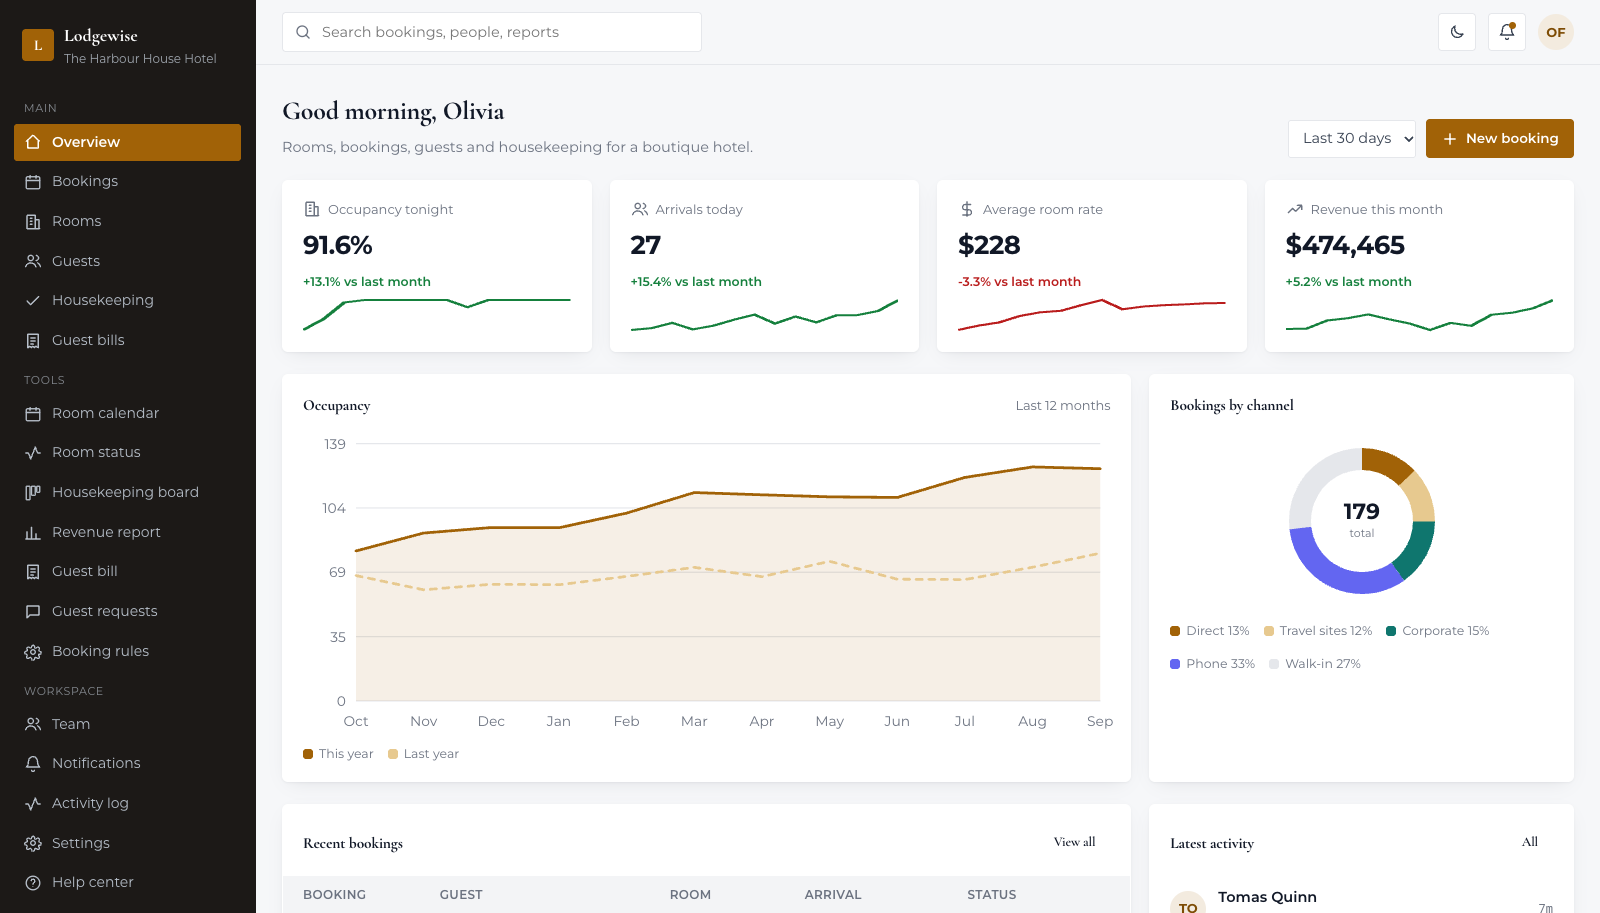 L
Lodgewise
The Harbour House Hotel
MAIN
Overview
Bookings
Rooms
Guests
Housekeeping
Guest bills
TOOLS
Room calendar
Room status
Housekeeping board
Revenue report
Guest bill
Guest requests
Booking rules
WORKSPACE
Team
Notifications
Activity log
Settings
Help center
Search bookings, people, reports
OF
Good morning, Olivia
Rooms, bookings, guests and housekeeping for a boutique hotel.
Last 30 days
New booking
Occupancy tonight
91.6%
+13.1% vs last month
Arrivals today
27
+15.4% vs last month
Average room rate
$228
-3.3% vs last month
Revenue this month
$474,465
+5.2% vs last month
Occupancy
Last 12 months
139
104
69
35
0
Oct Nov Dec Jan Feb Mar Apr May Jun Jul Aug Sep
This year Last year
Bookings by channel
179
total
Direct 13% Travel sites 12% Corporate 15%
Phone 33% Walk-in 27%
Recent bookings
View all
BOOKING GUEST ROOM ARRIVAL STATUS
Latest activity
All
TQ
Tomas Quinn
7m